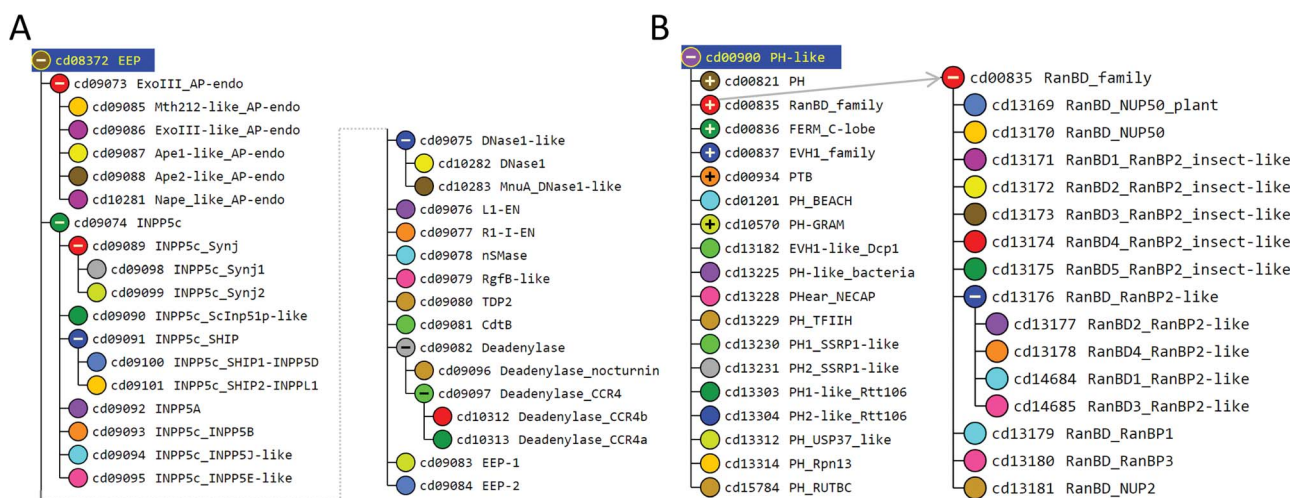 A
cd08372 EEP
cd09073 ExoIII_AP-endo
cd09085 Mth212-like_AP-endo
cd09086 ExoIII-like_AP-endo
cd09087 Ape1-like_AP-endo
cd09088 Ape2-like_AP-endo
cd10281 Nape_like_AP-endo
cd09074 INPP5c
cd09089 INPP5c_Synj
cd09098 INPP5c_Synj1
cd09099 INPP5c_Synj2
cd09090 INPP5c_ScInp51p-like
cd09091 INPP5c_SHIP
cd09100 INPP5c_SHIP1-INPP5D
cd09101 INPP5c_SHIP2-INPPL1
cd09092 INPP5A
cd09093 INPP5c_INPP5B
cd09094 INPP5c_INPP5J-like
cd09095 INPP5c_INPP5E-like
cd09075 DNase1-like
cd10282 DNase1
cd10283 MnuA_DNase1-like
cd09076 L1-EN
cd09077 R1-I-EN
cd09078 nSMase
cd09079 RgfB-like
cd09080 TDP2
cd09081 CdtB
cd09082 Deadenylase
cd09096 Deadenylase_nocturnin
cd09097 Deadenylase_CCR4
cd10312 Deadenylase_CCR4b
cd10313 Deadenylase_CCR4a
cd09083 EEP-1
cd09084 EEP-2
B
cd00900 PH-like
cd00821 PH
cd00835 RanBD_family
cd00836 FERM_C-lobe
cd00837 EVH1_family
cd00934 PTB
cd01201 PH_BEACH
cd10570 PH-GRAM
cd13182 EVH1-like_Dcp1
cd13225 PH-like_bacteria
cd13228 PHear_NECAP
cd13229 PH_TFIIH
cd13230 PH1_SSRP1-like
cd13231 PH2_SSRP1-like
cd13303 PH1-like_Rtt106
cd13304 PH2-like_Rtt106
cd13312 PH_USP37_like
cd13314 PH_Rpn13
cd15784 PH_RUTBC
cd00835 RanBD_family
cd13169 RanBD_NUP50_plant
cd13170 RanBD_NUP50
cd13171 RanBD1_RanBP2_insect-like
cd13172 RanBD2_RanBP2_insect-like
cd13173 RanBD3_RanBP2_insect-like
cd13174 RanBD4_RanBP2_insect-like
cd13175 RanBD5_RanBP2_insect-like
cd13176 RanBD_RanBP2-like
cd13177 RanBD2_RanBP2-like
cd13178 RanBD4_RanBP2-like
cd14684 RanBD1_RanBP2-like
cd14685 RanBD3_RanBP2-like
cd13179 RanBD_RanBP1
cd13180 RanBD_RanBP3
cd13181 RanBD_NUP2